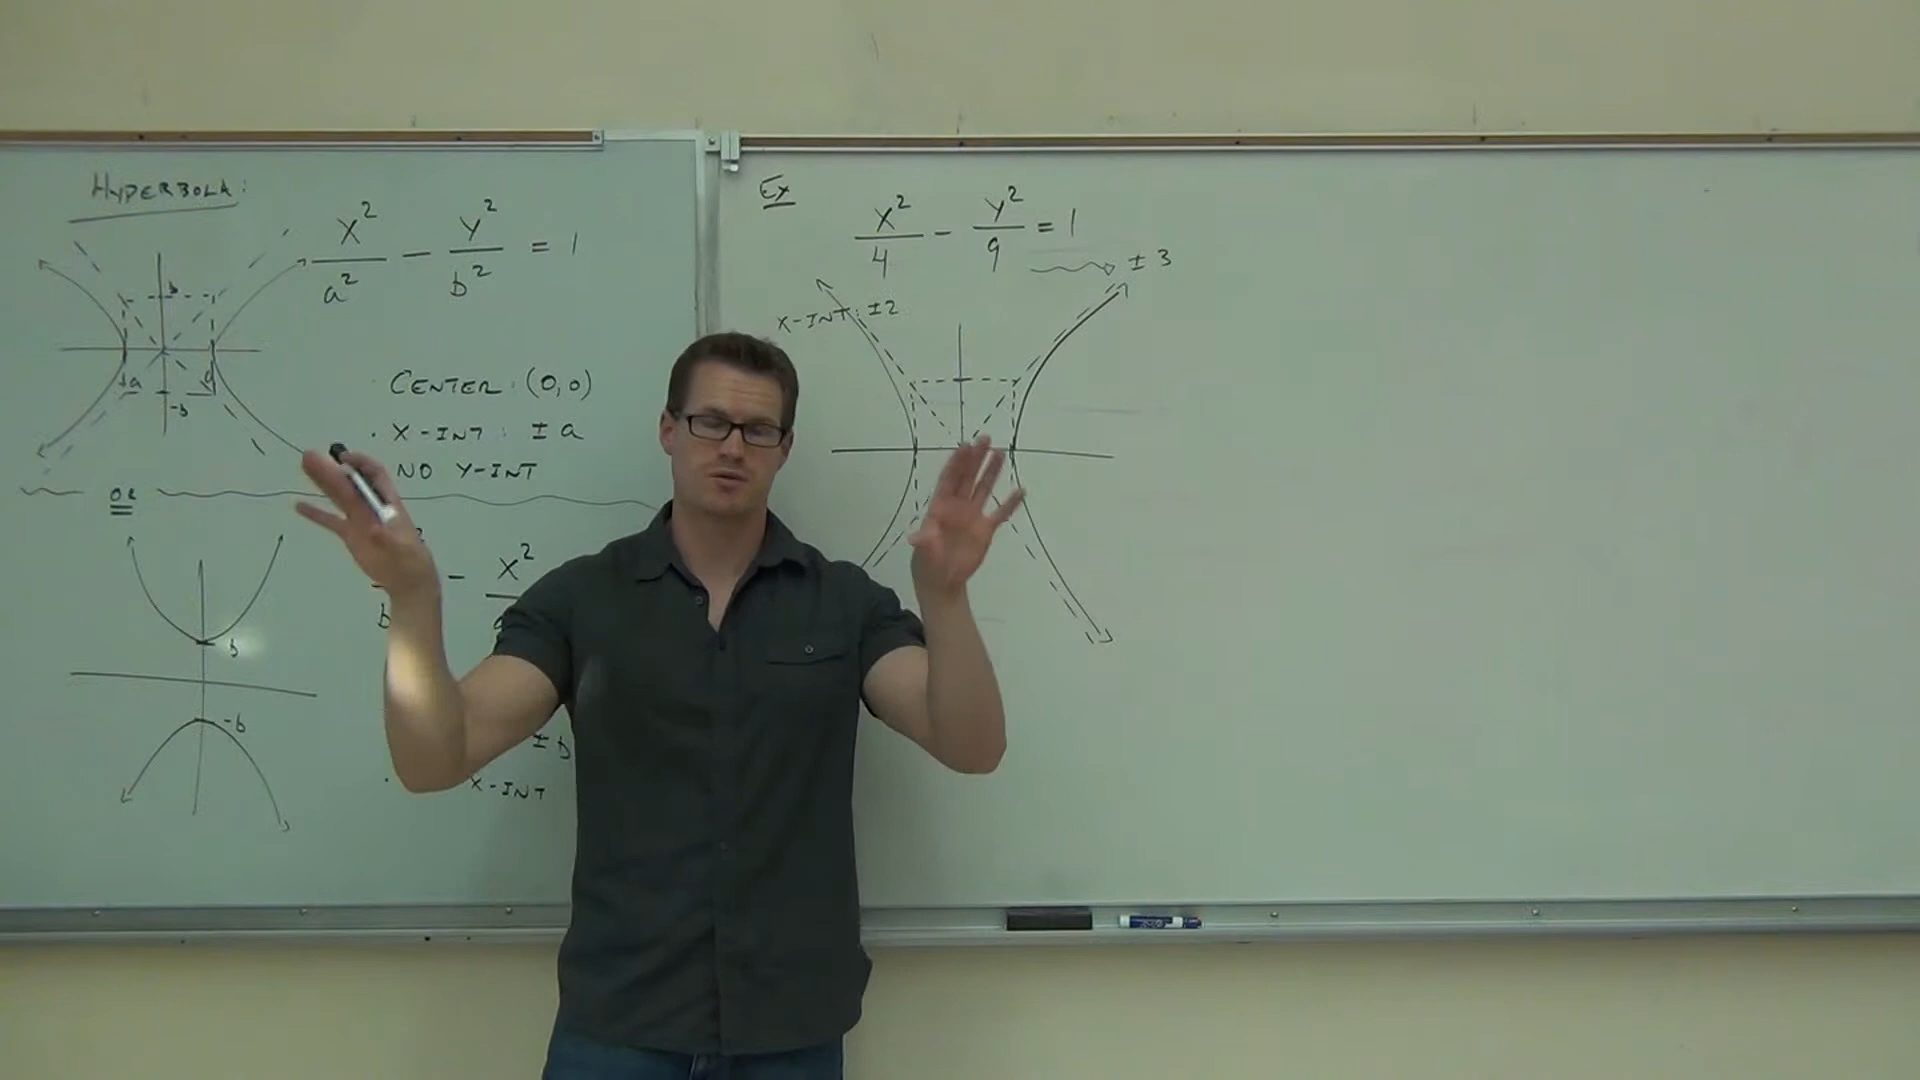 HYPERBOLA:
x²/a² - y²/b² = 1
b
-a a
-b
CENTER: (0,0)
· X-INT: ± a
NO Y-INT
OR
- x²
b
b
-b
± b
· X-INT
Ex
x²/4 - y²/9 = 1
± 3
X-INT: ±2